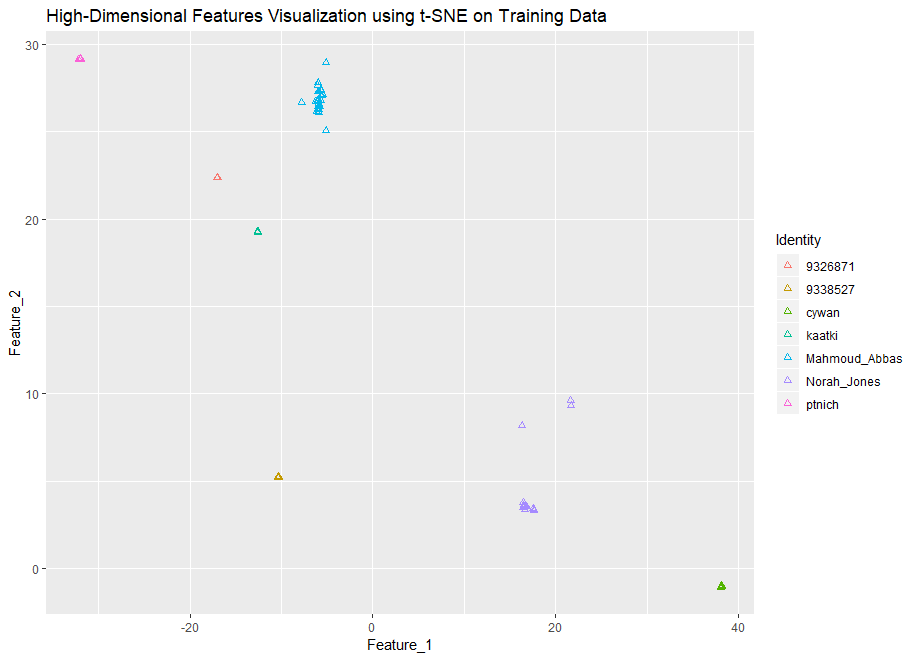 High-Dimensional Features Visualization using t-SNE on Training Data
30
20
10
0
Feature_2
-20
0
20
40
Feature_1
Identity
9326871
9338527
cywan
kaatki
Mahmoud_Abbas
Norah_Jones
ptnich